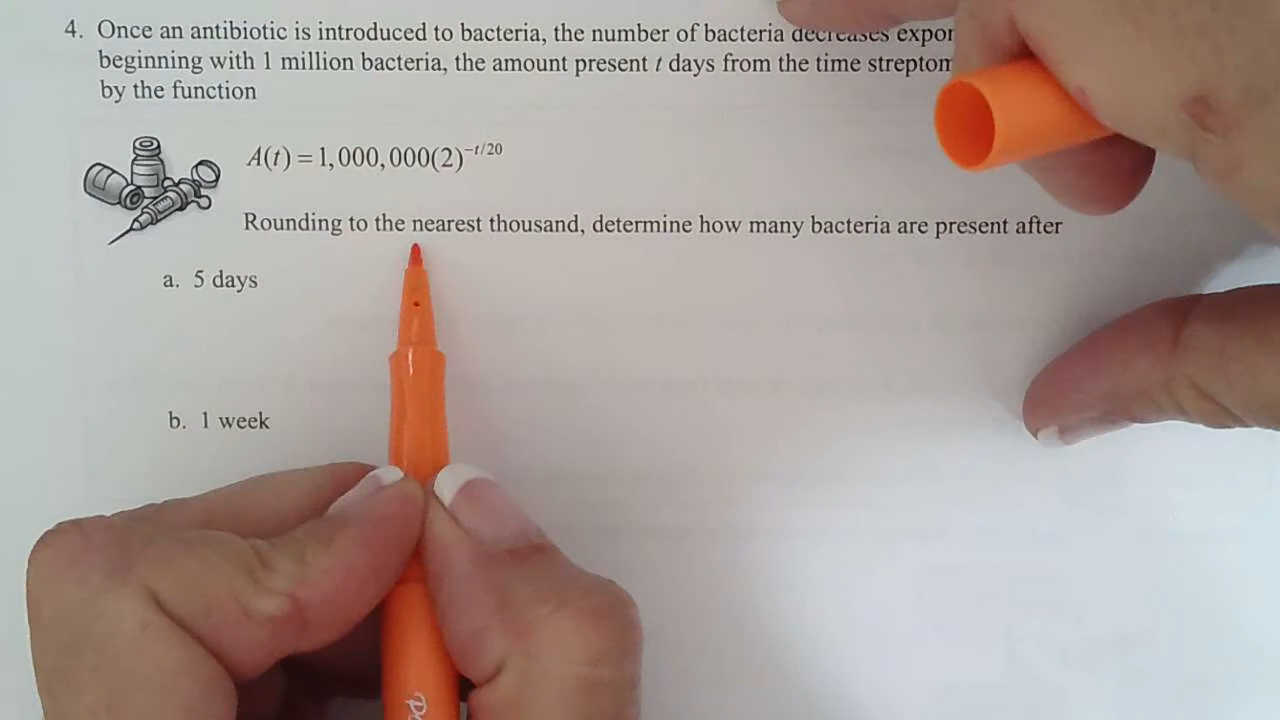 4. Once an antibiotic is introduced to bacteria, the number of bacteria decreases
beginning with 1 million bacteria, the amount present t days from the time
by the function
A(t) = 1,000,000(2)^{-t/20}
Rounding to the nearest thousand, determine how many bacteria are present after
a. 5 days
b. 1 week